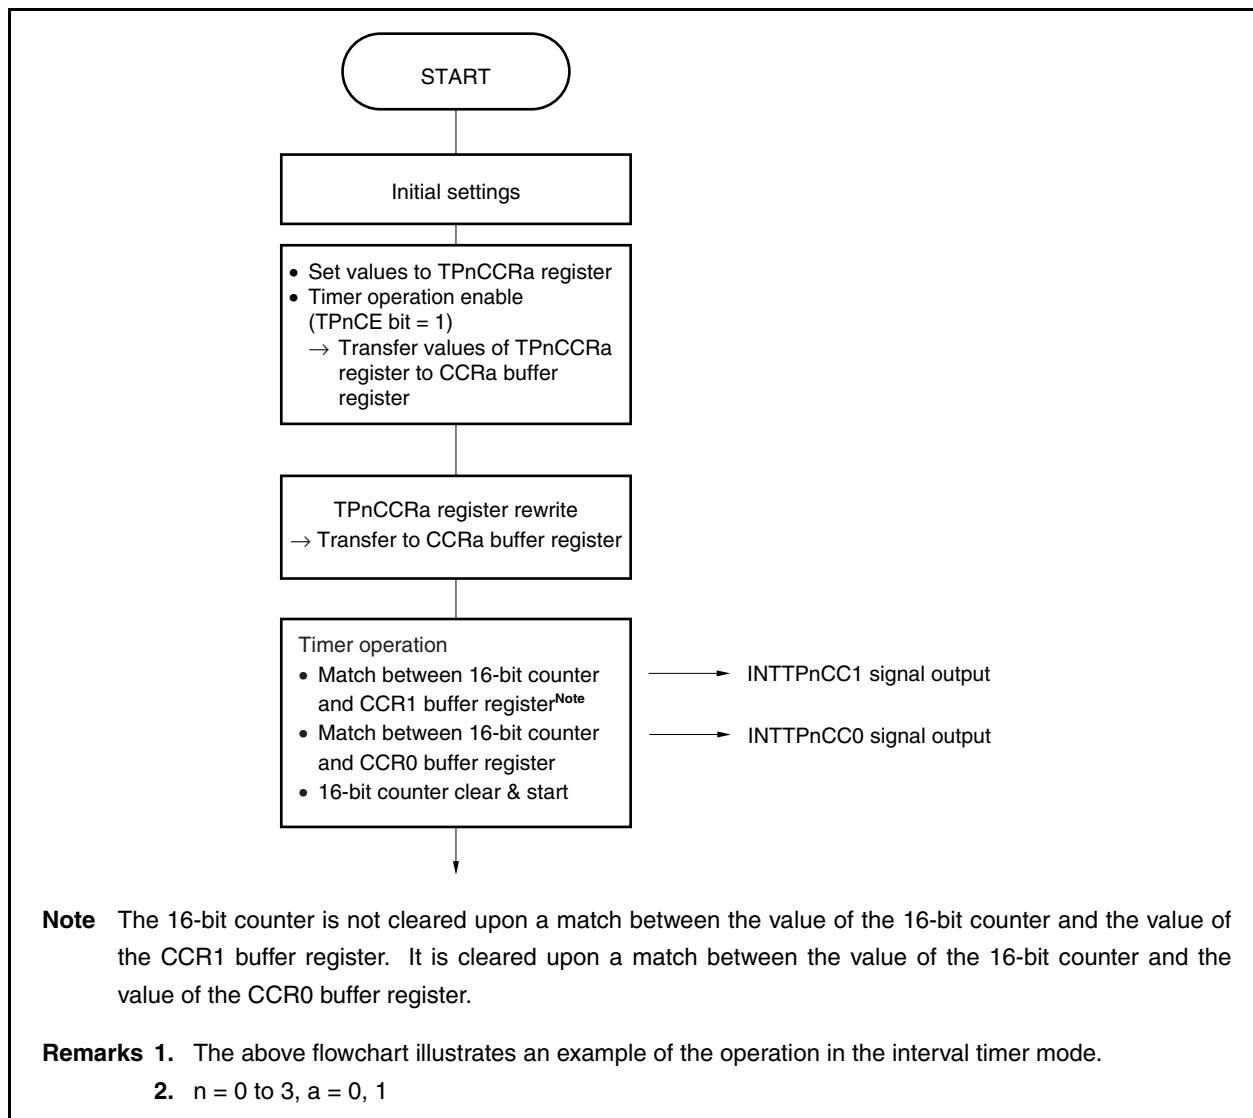 START
Initial settings
• Set values to TPnCCRa register
• Timer operation enable
(TPnCE bit = 1)
→ Transfer values of TPnCCRa
register to CCRa buffer
register
TPnCCRa register rewrite
→ Transfer to CCRa buffer register
Timer operation
• Match between 16-bit counter
and CCR1 buffer registerNote
INTTPnCC1 signal output
• Match between 16-bit counter
and CCR0 buffer register
INTTPnCC0 signal output
• 16-bit counter clear & start
Note The 16-bit counter is not cleared upon a match between the value of the 16-bit counter and the value of
the CCR1 buffer register. It is cleared upon a match between the value of the 16-bit counter and the
value of the CCR0 buffer register.
Remarks 1. The above flowchart illustrates an example of the operation in the interval timer mode.
2. n = 0 to 3, a = 0, 1